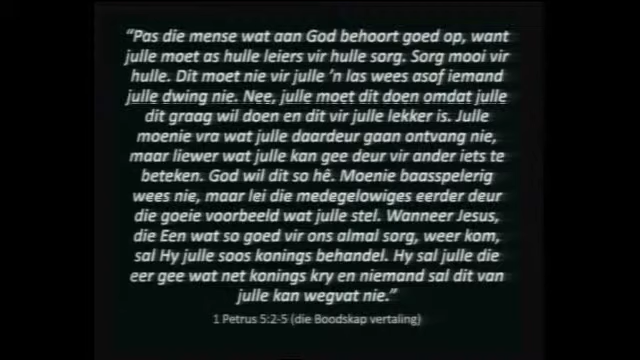 “Pas die mense wat aan God behoort goed op, want
julle moet as hulle leiers vir hulle sorg. Sorg mooi vir
hulle. Dit moet nie vir julle ’n las wees asof iemand
julle dwing nie. Nee, julle moet dit doen omdat julle
dit graag wil doen en dit vir julle lekker is. Julle
moenie vra wat julle daardeur gaan ontvang nie,
maar liewer wat julle kan gee deur vir ander iets te
beteken. God wil dit so hê. Moenie baasspelerig
wees nie, maar lei die medegelowiges eerder deur
die goeie voorbeeld wat julle stel. Wanneer Jesus,
die Een wat so goed vir ons almal sorg, weer kom,
sal Hy julle soos konings behandel. Hy sal julle die
eer gee wat net konings kry en niemand sal dit van
julle kan wegvat nie.”
1 Petrus 5:2-5 (die Boodskap vertaling)